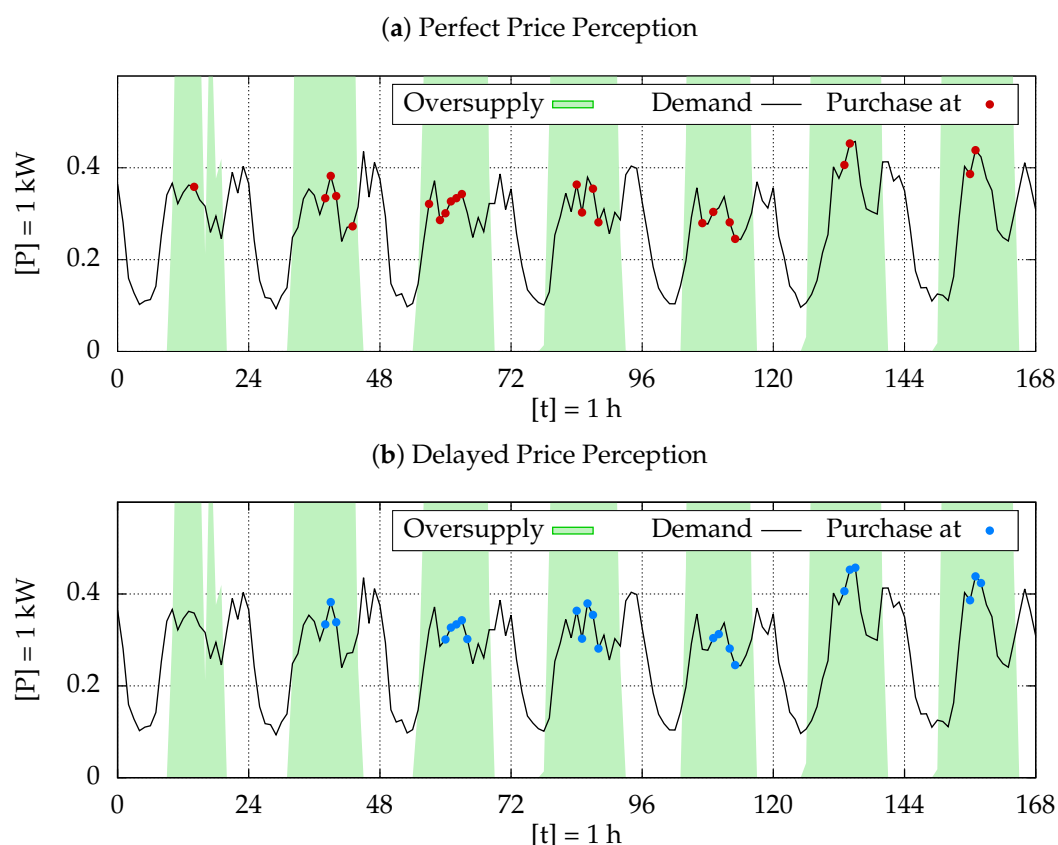 (a) Perfect Price Perception
Oversupply Demand Purchase at
0.4
0.2
0
[P] = 1 kW
0 24 48 72 96 120 144 168
[t] = 1 h
(b) Delayed Price Perception
Oversupply Demand Purchase at
0.4
0.2
0
[P] = 1 kW
0 24 48 72 96 120 144 168
[t] = 1 h